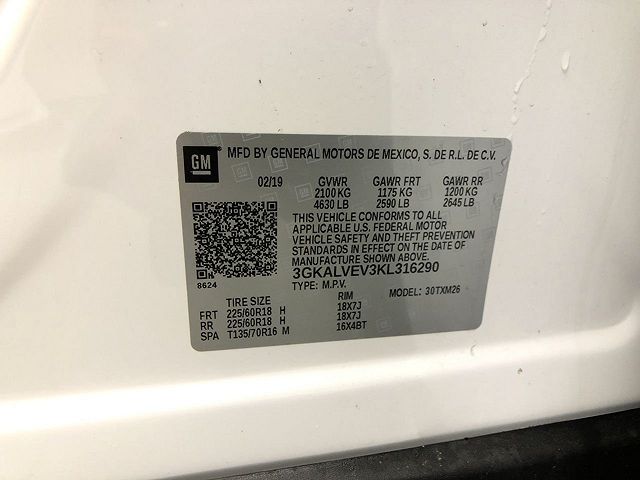 GM ® MFD BY GENERAL MOTORS DE MEXICO, S. DE R.L. DE C.V.
02/19 GVWR GAWR FRT GAWR RR
2100 KG 1175 KG 1200 KG
4630 LB 2590 LB 2645 LB
THIS VEHICLE CONFORMS TO ALL
APPLICABLE U.S. FEDERAL MOTOR
VEHICLE SAFETY AND THEFT PREVENTION
STANDARDS IN EFFECT ON THE DATE OF
MANUFACTURE SHOWN ABOVE.
3GKALVEV3KL316290
8624
TYPE: M.P.V. MODEL: 30TXM26
TIRE SIZE RIM
FRT 225/60R18 H 18X7J
RR 225/60R18 H 18X7J
SPA T135/70R16 M 16X4BT